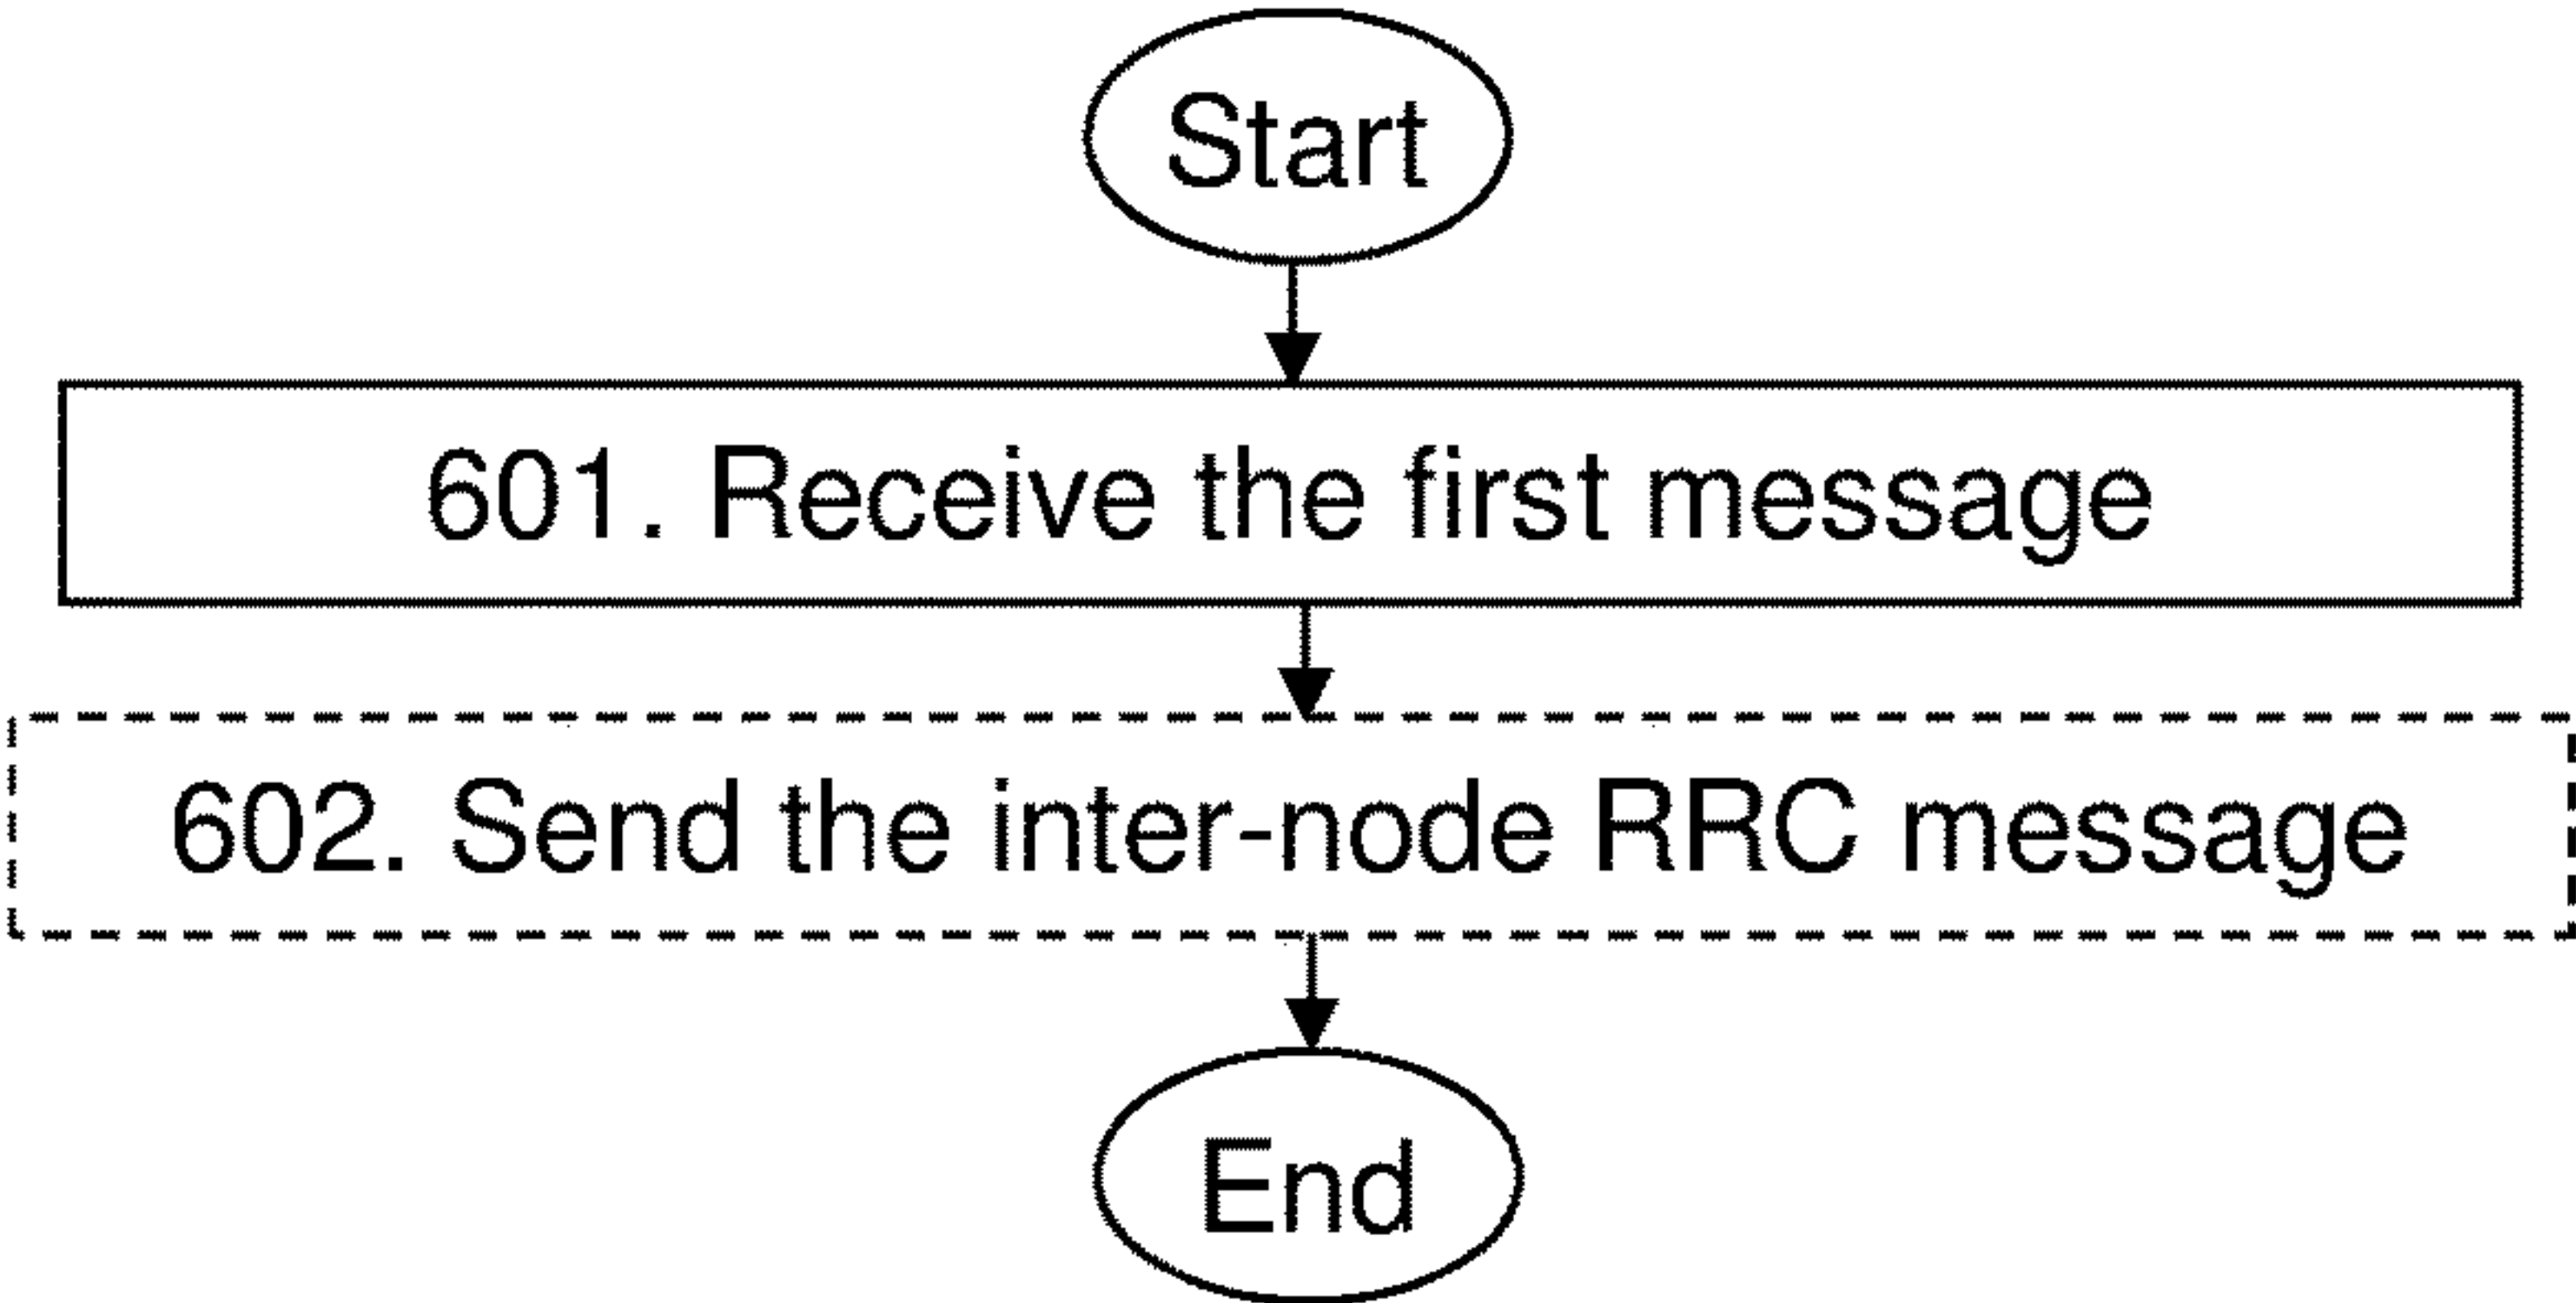 Start
601. Receive the first message
602. Send the inter-node RRC message
End